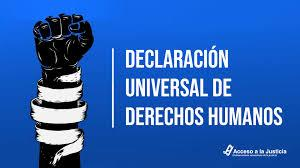 DECLARACIÓN
UNIVERSAL DE
DERECHOS HUMANOS
Acceso a la Justicia